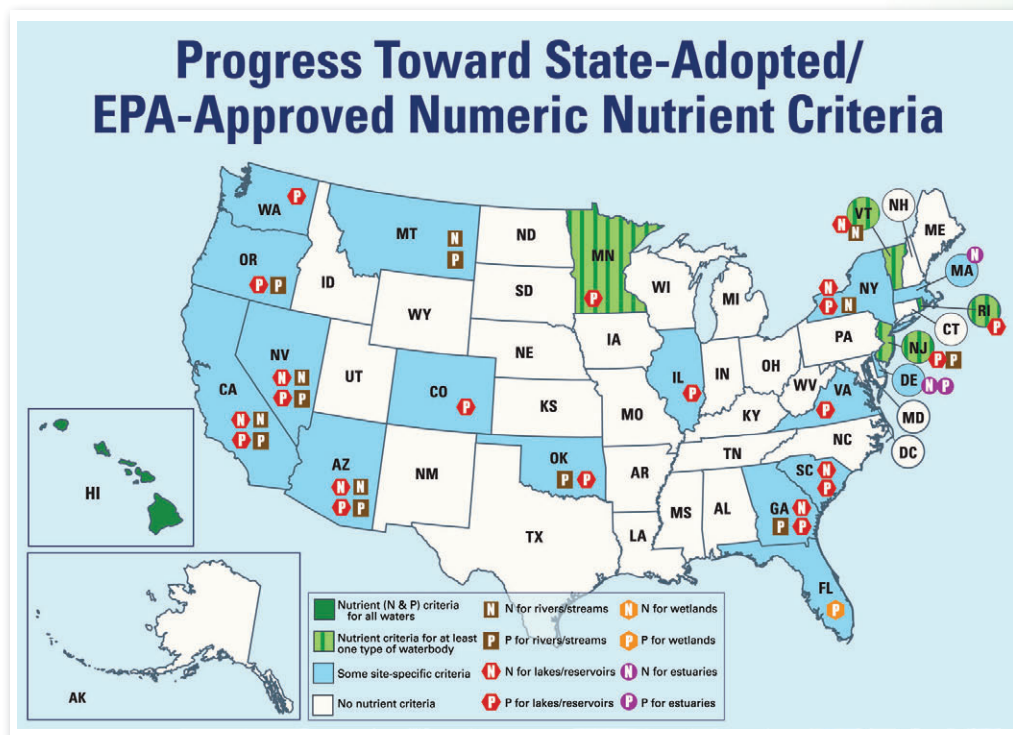 Progress Toward State-Adopted/
EPA-Approved Numeric Nutrient Criteria
WA P
MT N
P
ND
MN
P
VT
N
N
NH
ME
OR
P P
ID
SD
WI
MI
N
P N
NY
MA
N
RI
P
CT
WY
IA
PA
NJ
P P
NV
N N
P P
NE
IL
P
IN
OH
WV
VA
P
DE
N P
CA
N N
P P
UT
CO
P
KS
MO
KY
MD
DC
AZ
N N
P P
NM
OK
P P
AR
TN
NC
SC N
P
TX
LA
MS
AL
GA N
P P
FL
P
HI
AK
Nutrient (N & P) criteria
for all waters
Nutrient criteria for at least
one type of waterbody
Some site-specific criteria
No nutrient criteria
N N for rivers/streams
P P for rivers/streams
N N for lakes/reservoirs
P P for lakes/reservoirs
N N for wetlands
P P for wetlands
N N for estuaries
P P for estuaries